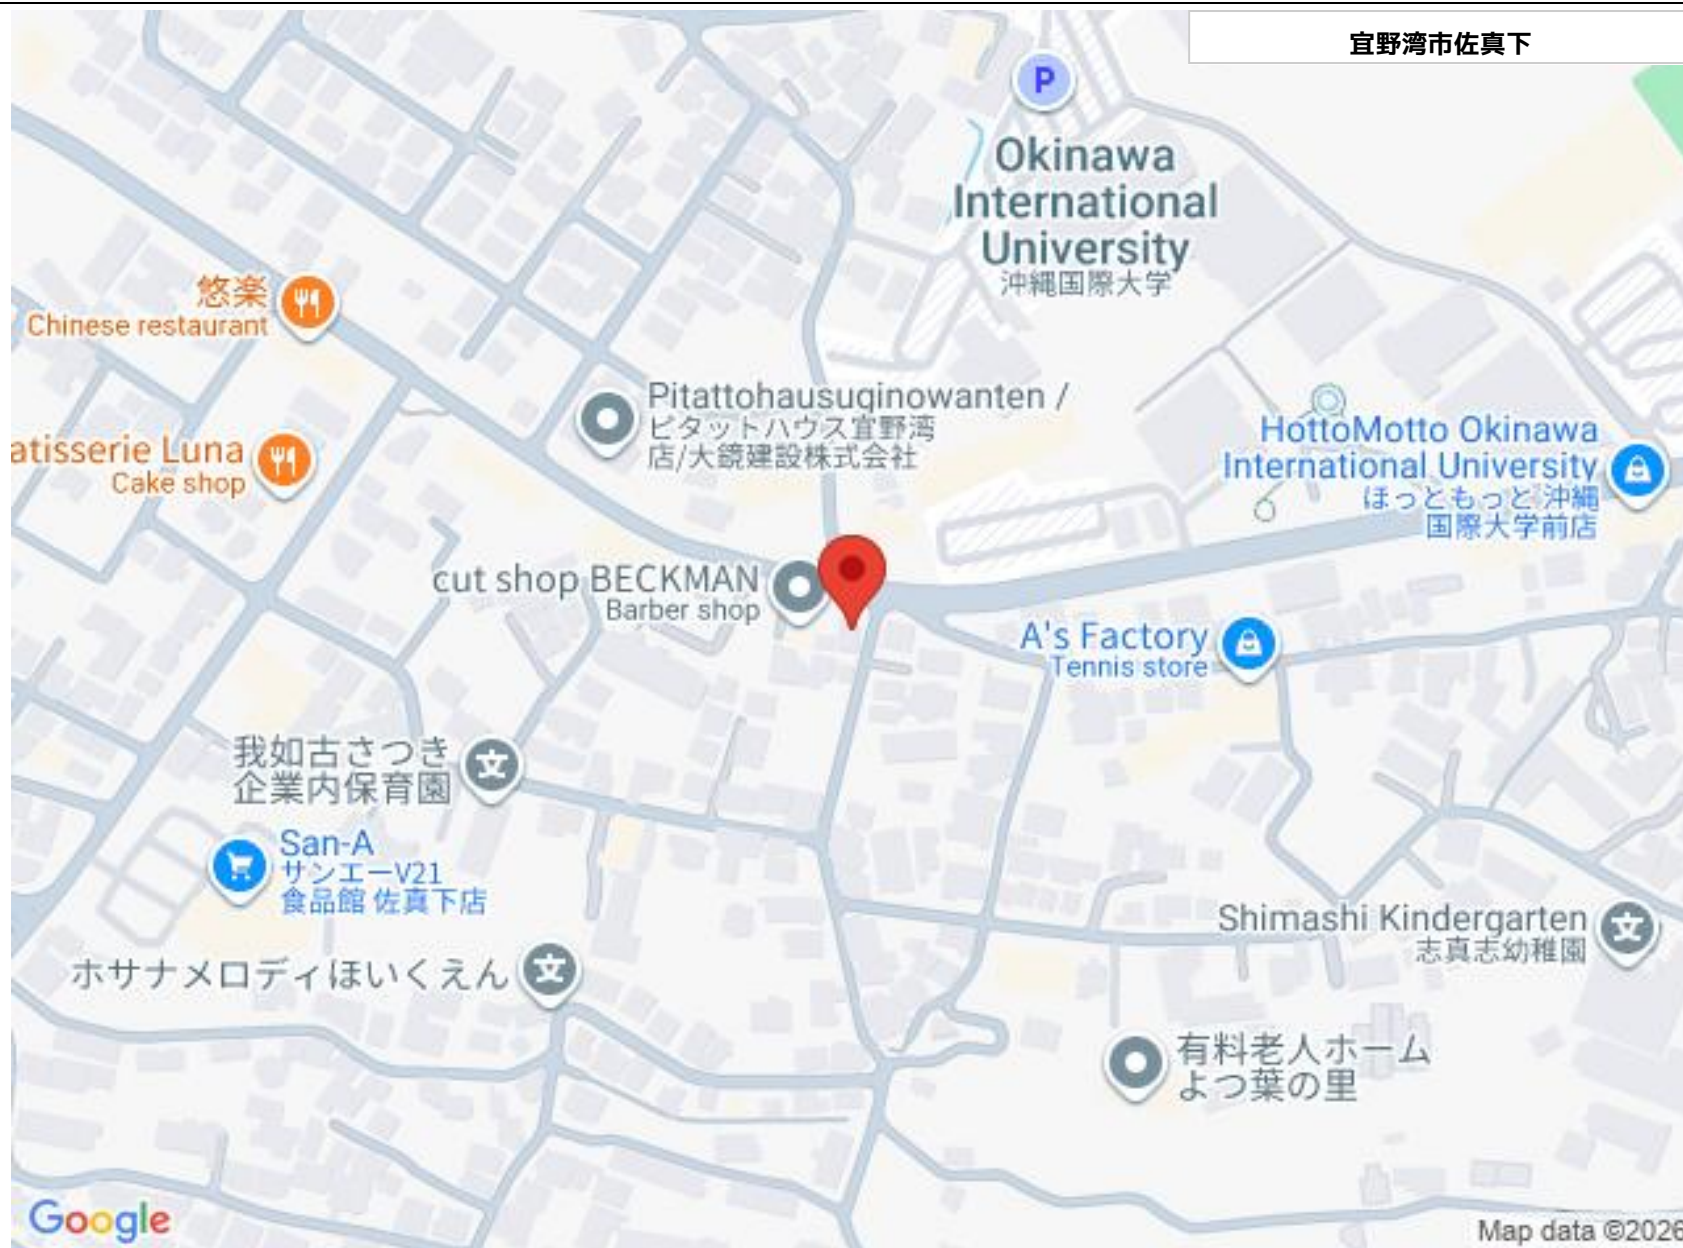 宜野湾市佐真下
P
Okinawa
International
University
沖縄国際大学
悠楽
Chinese restaurant
Pitattohausuginowanten /
ピタットハウス宜野湾
店/大鏡建設株式会社
atisserie Luna
Cake shop
HottoMotto Okinawa
International University
ほっともっと 沖縄
国際大学前店
cut shop BECKMAN
Barber shop
A's Factory
Tennis store
我如古さつき
企業内保育園
San-A
サンエーV21
食品館 佐真下店
Shimashi Kindergarten
志真志幼稚園
ホサナメロディほいくえん
有料老人ホーム
よつ葉の里
Google
Map data ©2026